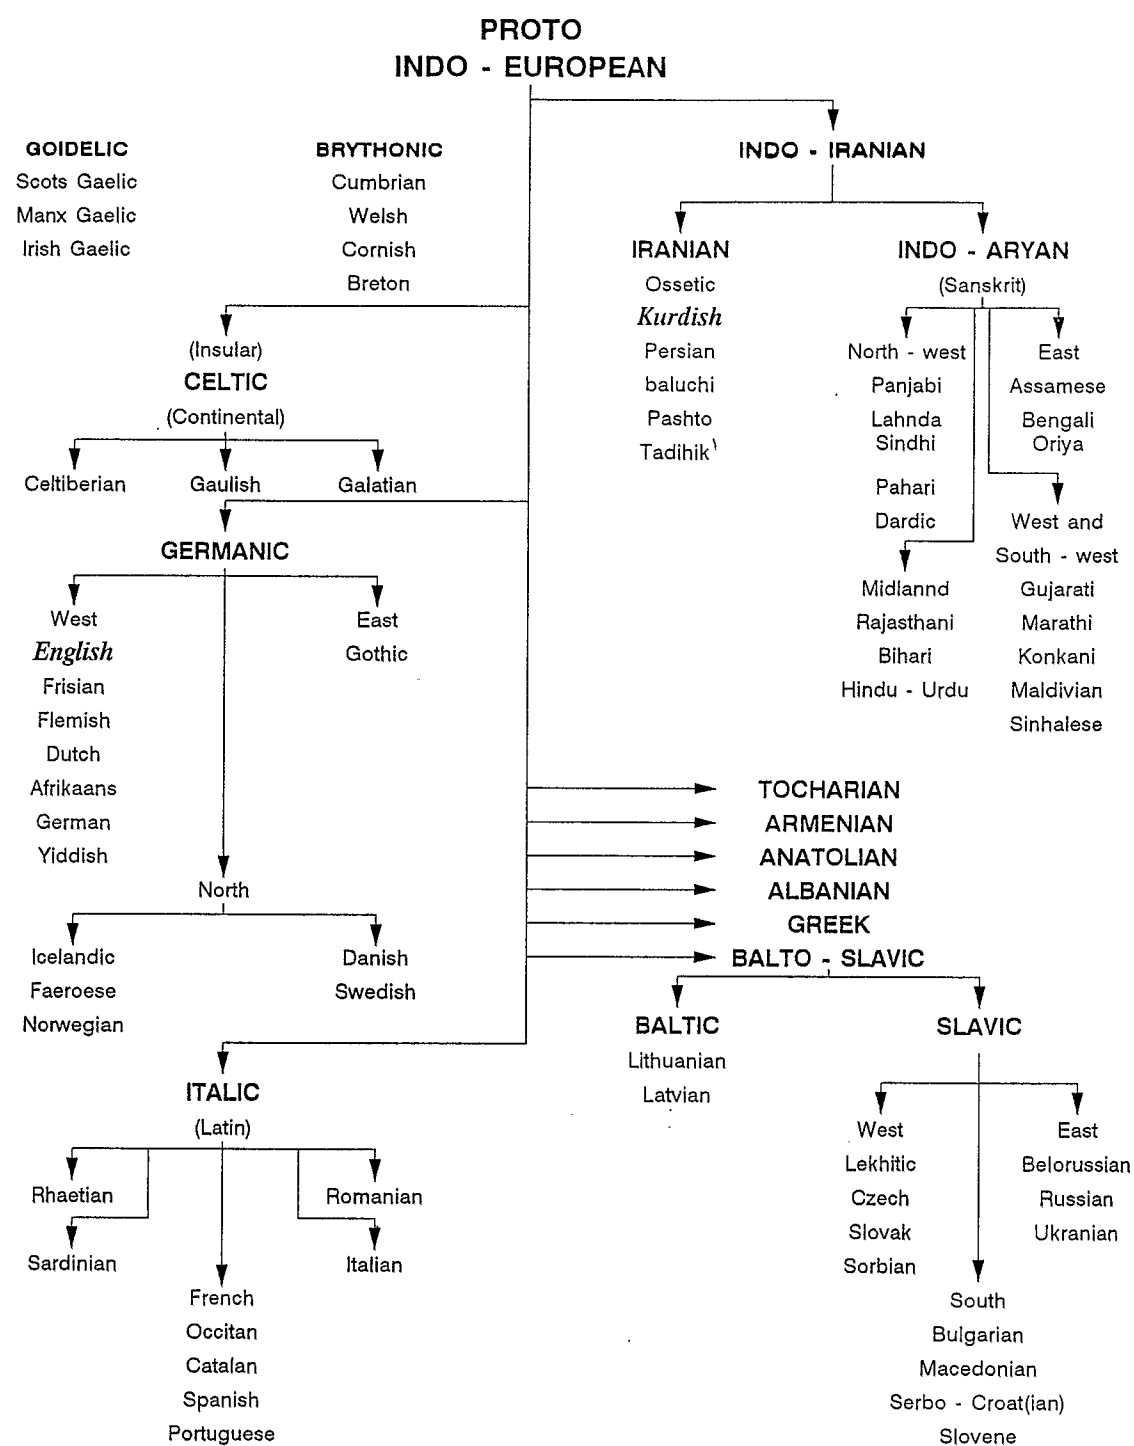 PROTO
INDO - EUROPEAN
GOIDELIC
Scots Gaelic
Manx Gaelic
Irish Gaelic
BRYTHONIC
Cumbrian
Welsh
Cornish
Breton
(Insular)
CELTIC
(Continental)
Celtiberian
Gaulish
Galatian
GERMANIC
West
English
Frisian
Flemish
Dutch
Afrikaans
German
Yiddish
East
Gothic
North
Icelandic
Faeroese
Norwegian
Danish
Swedish
ITALIC
(Latin)
Rhaetian
Sardinian
Romanian
Italian
French
Occitan
Catalan
Spanish
Portuguese
INDO - IRANIAN
IRANIAN
Ossetic
Kurdish
Persian
baluchi
Pashto
Tadihik
INDO - ARYAN
(Sanskrit)
North - west
Panjabi
Lahnda
Sindhi
Pahari
Dardic
East
Assamese
Bengali
Oriya
Midlannd
Rajasthani
Bihari
Hindu - Urdu
West and
South - west
Gujarati
Marathi
Konkani
Maldivian
Sinhalese
TOCHARIAN
ARMENIAN
ANATOLIAN
ALBANIAN
GREEK
BALTO - SLAVIC
BALTIC
Lithuanian
Latvian
SLAVIC
West
Lekhitic
Czech
Slovak
Sorbian
East
Belorussian
Russian
Ukranian
South
Bulgarian
Macedonian
Serbo - Croat(ian)
Slovene